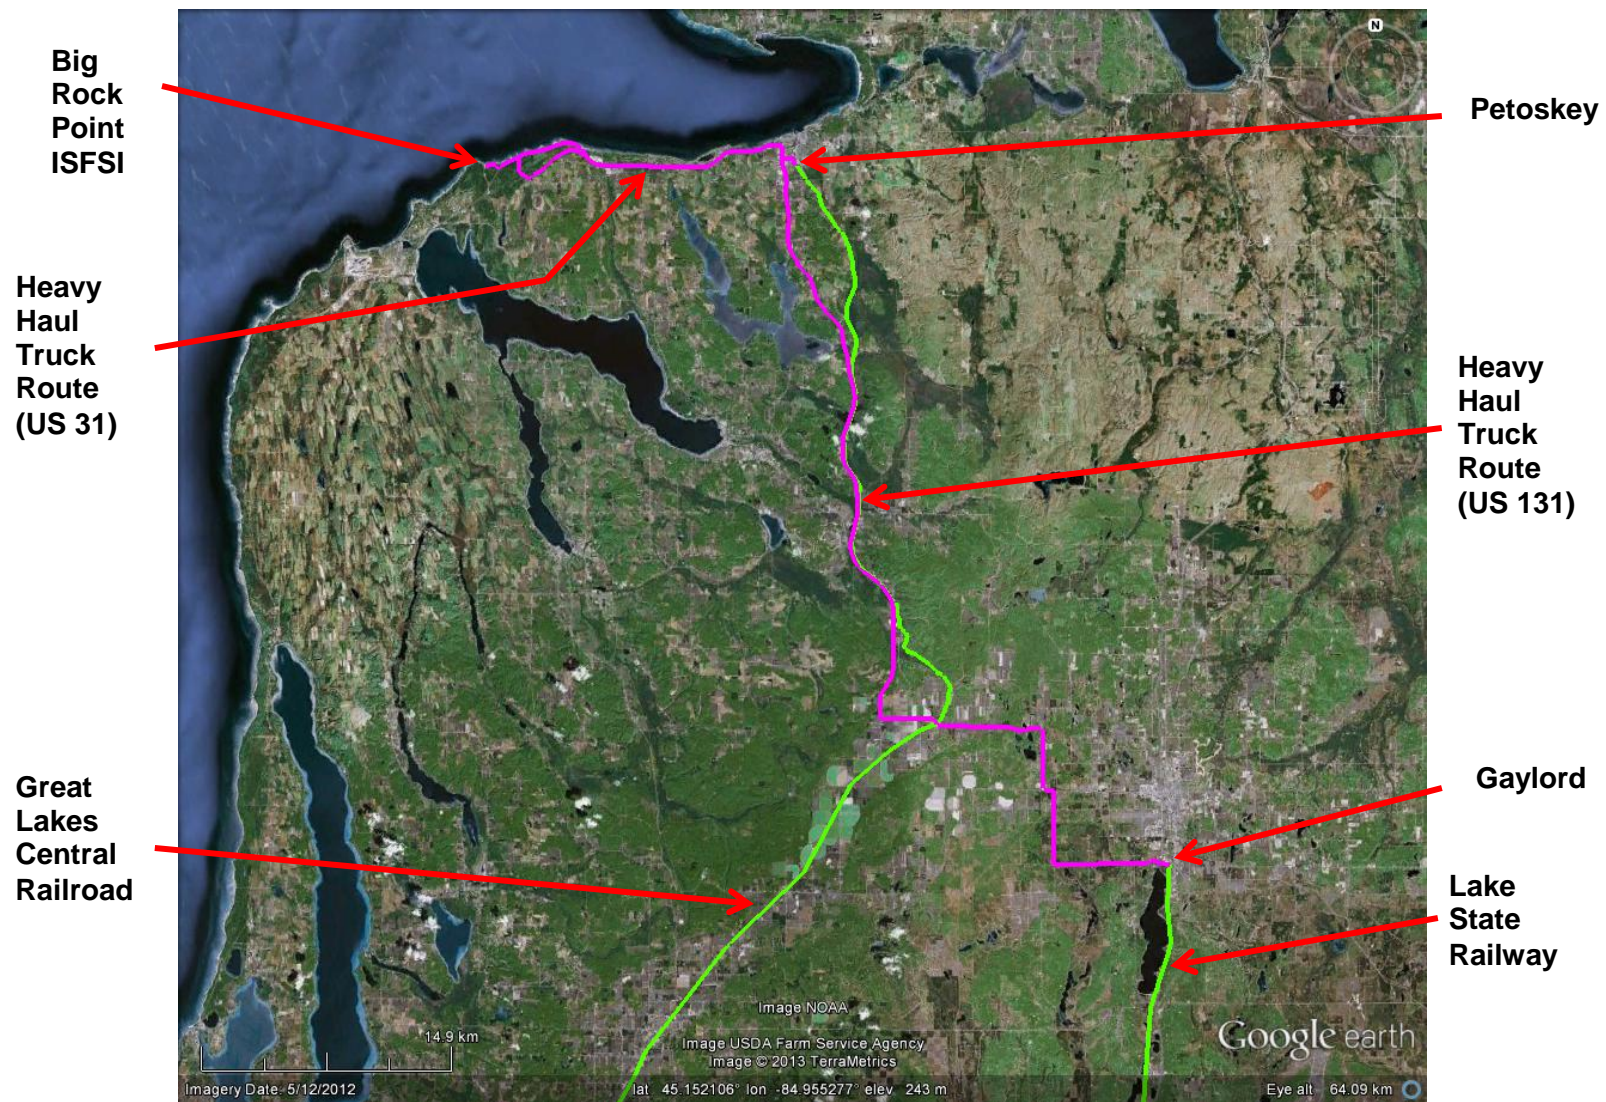 Big
Rock
Point
ISFSI
Heavy
Haul
Truck
Route
(US 31)
Great
Lakes
Central
Railroad
N
Petoskey
Heavy
Haul
Truck
Route
(US 131)
Gaylord
Lake
State
Railway
14.9 km
Image NOAA
Image USDA Farm Service Agency
Image © 2013 TerraMetrics
Google earth
Imagery Date: 5/12/2012
lat 45.152106° lon -84.955277° elev 243 m
Eye alt 64.09 km